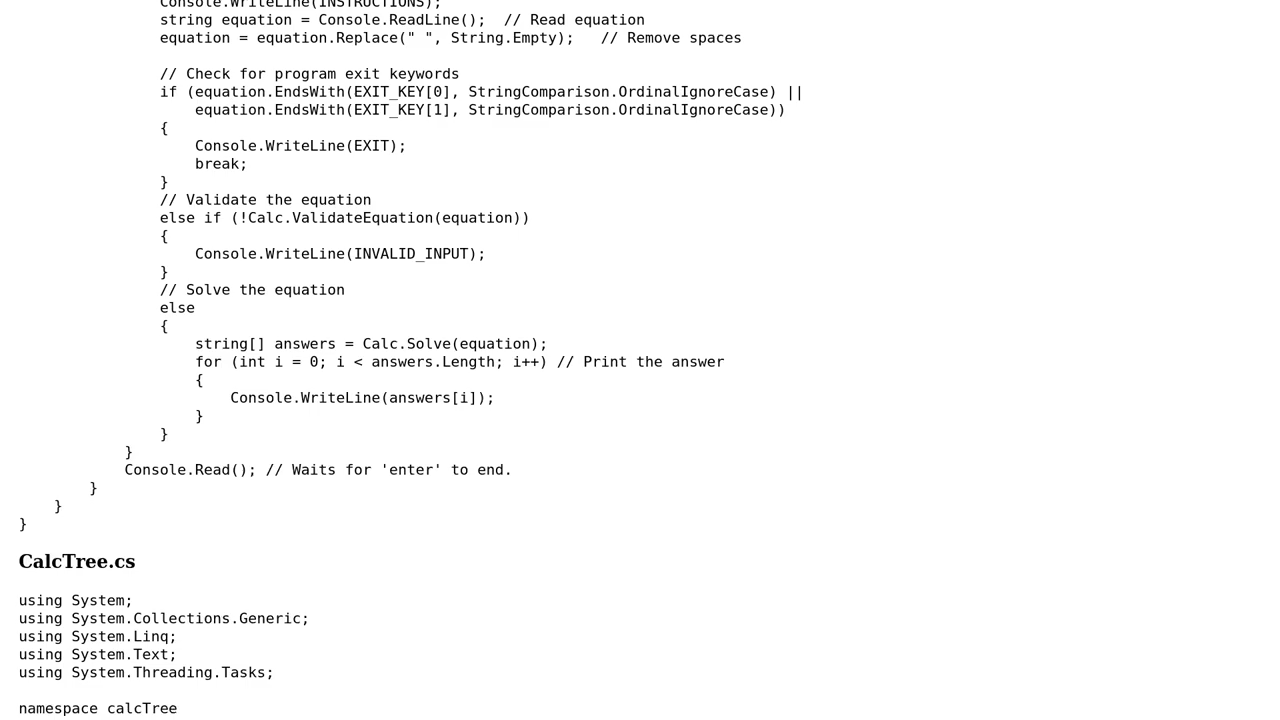 Console.WriteLine(INSTRUCTIONS);
string equation = Console.ReadLine();  // Read equation
equation = equation.Replace(" ", String.Empty);   // Remove spaces
// Check for program exit keywords
if (equation.EndsWith(EXIT_KEY[0], StringComparison.OrdinalIgnoreCase) ||
equation.EndsWith(EXIT_KEY[1], StringComparison.OrdinalIgnoreCase))
{
Console.WriteLine(EXIT);
break;
}
// Validate the equation
else if (!Calc.ValidateEquation(equation))
{
Console.WriteLine(INVALID_INPUT);
}
// Solve the equation
else
{
string[] answers = Calc.Solve(equation);
for (int i = 0; i < answers.Length; i++) // Print the answer
{
Console.WriteLine(answers[i]);
}
}
}
Console.Read(); // Waits for 'enter' to end.
}
}
}
CalcTree.cs
using System;
using System.Collections.Generic;
using System.Linq;
using System.Text;
using System.Threading.Tasks;
namespace calcTree